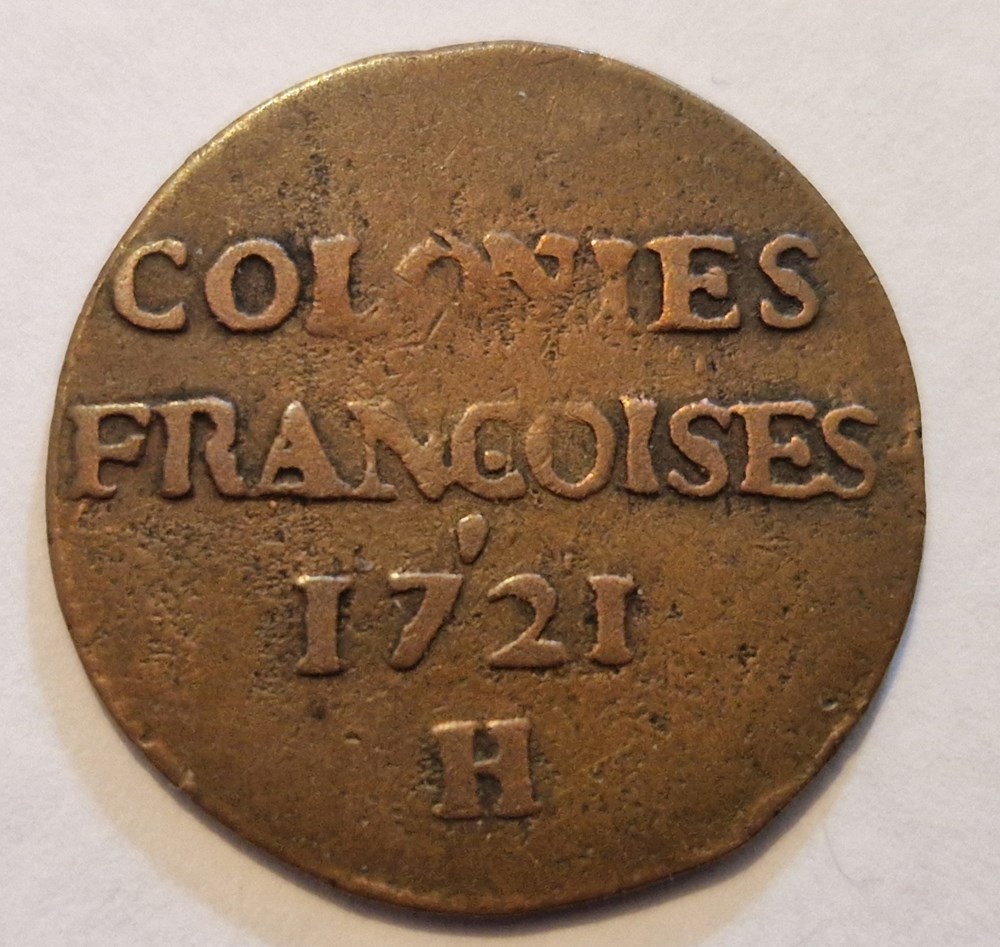 COLONIES
FRANÇOISES
1721
H